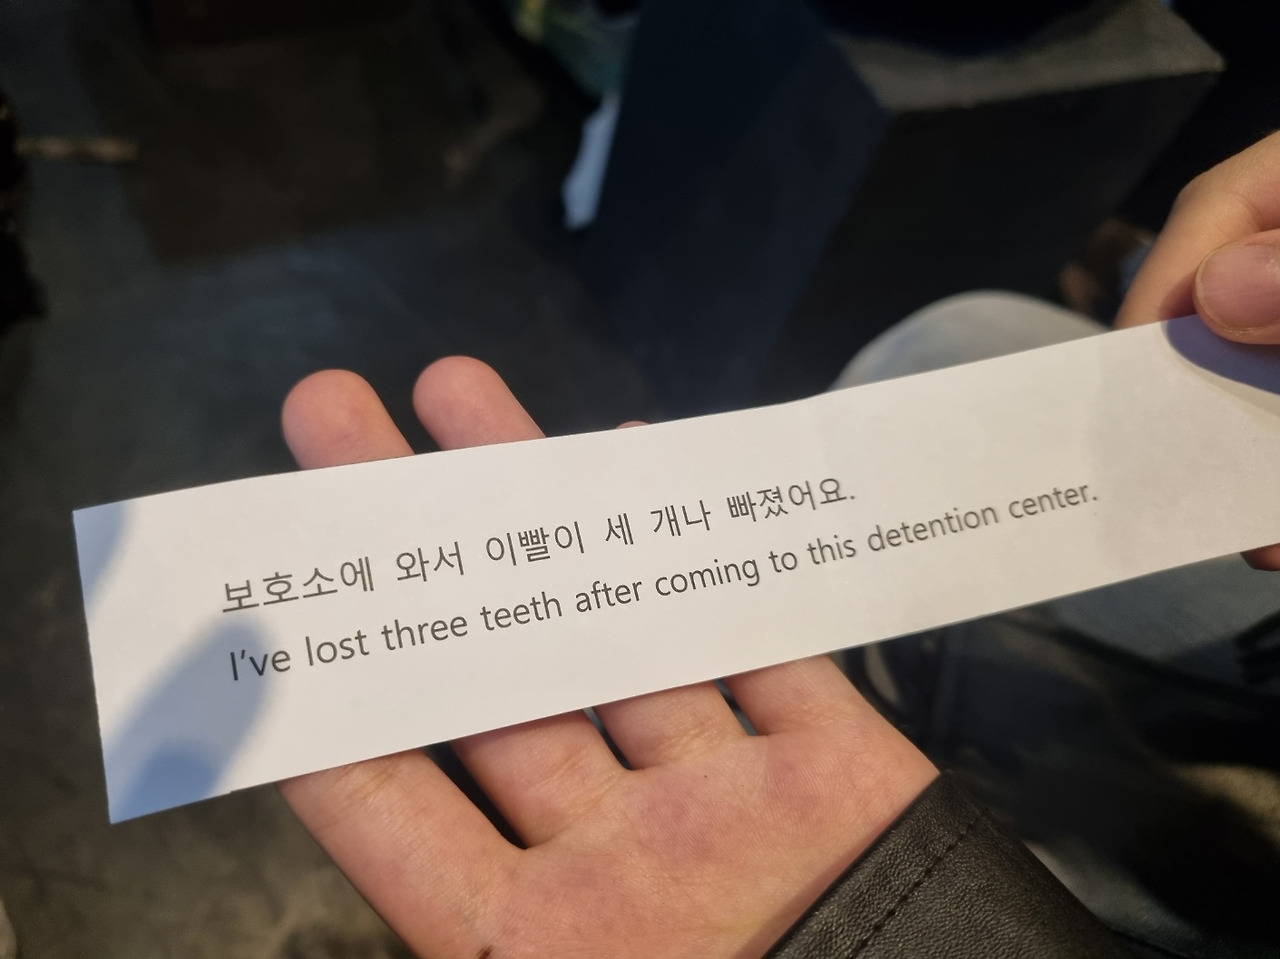 보호소에 와서 이빨이 세 개나 빠졌어요.
I've lost three teeth after coming to this detention center.